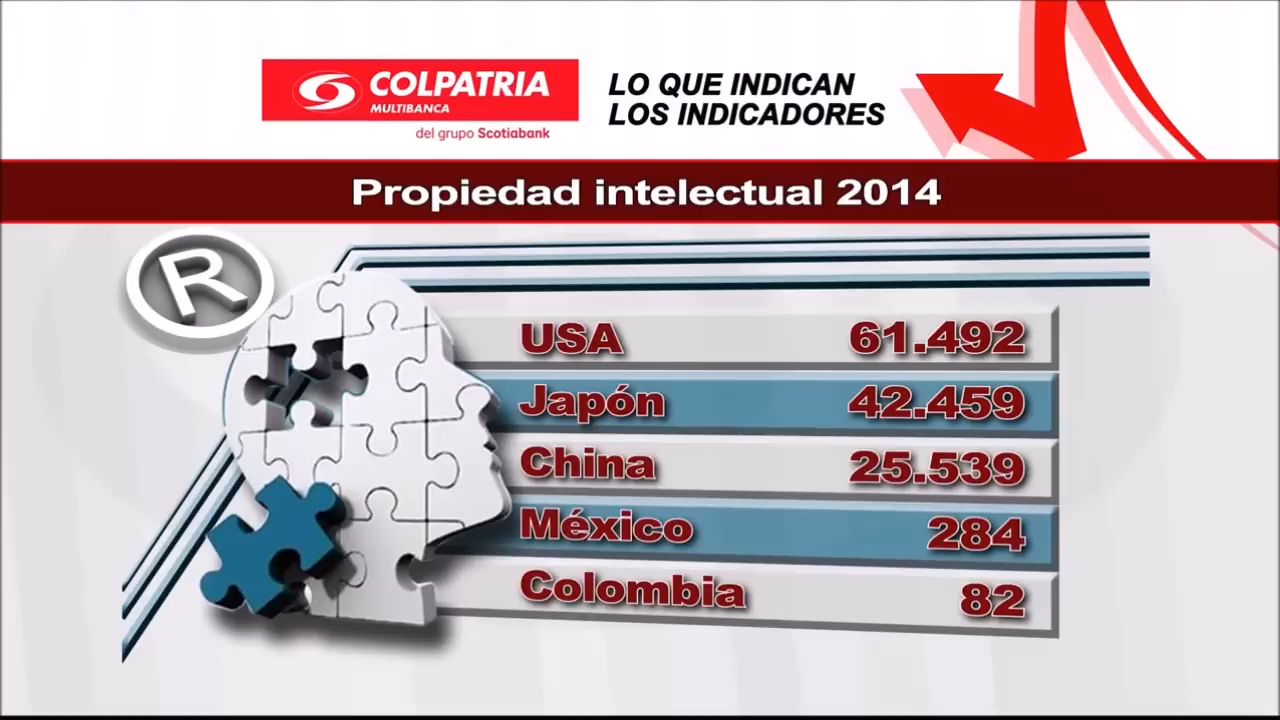 COLPATRIA
MULTIBANCA
del grupo Scotiabank
LO QUE INDICAN
LOS INDICADORES
Propiedad intelectual 2014
R
USA 61.492
Japón 42.459
China 25.539
México 284
Colombia 82